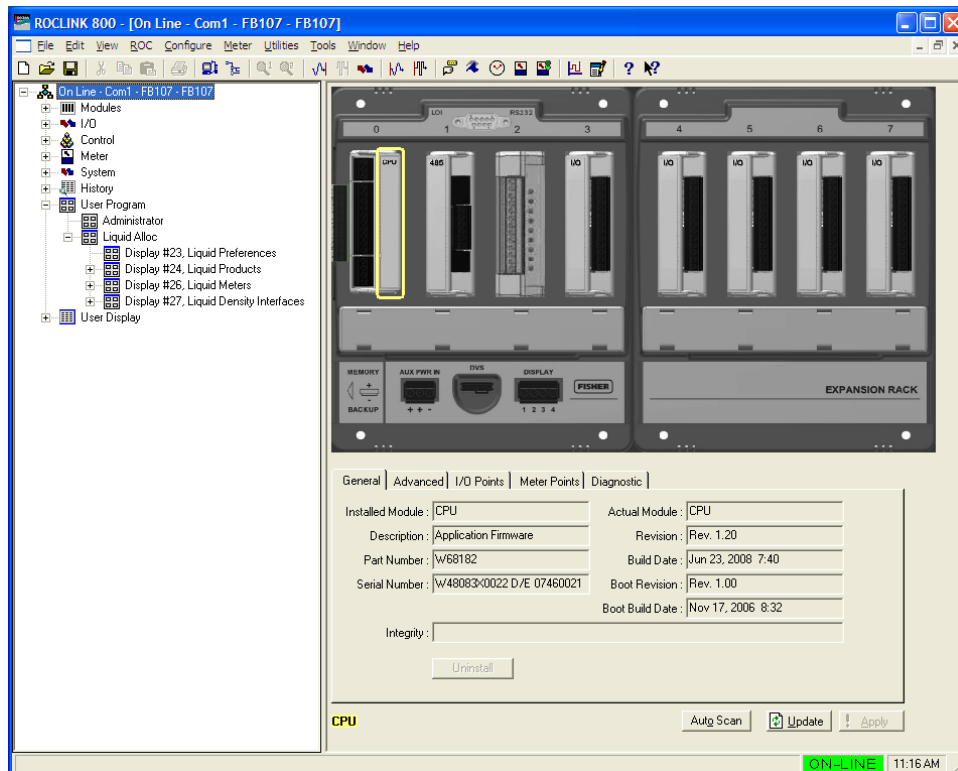 ROCLINK 800 - [On Line - Com1 - FB107 - FB107]
File Edit View ROC Configure Meter Utilities Tools Window Help
On Line - Com1 - FB107 - FB107
Modules
I/O
Control
Meter
System
History
User Program
Administrator
Liquid Alloc
Display #23, Liquid Preferences
Display #24, Liquid Products
Display #26, Liquid Meters
Display #27, Liquid Density Interfaces
User Display
LOI RS232
0 1 2 3 4 5 6 7
CPU 485 I/O I/O I/O I/O I/O
MEMORY AUX PWR IN DVS DISPLAY
FISHER
EXPANSION RACK
BACKUP + + - 1 2 3 4
General Advanced I/O Points Meter Points Diagnostic
Installed Module : CPU Actual Module : CPU
Description : Application Firmware Revision : Rev. 1.20
Part Number : W68182 Build Date : Jun 23, 2008 7:40
Serial Number : W48083X0022 D/E 07460021 Boot Revision : Rev. 1.00
Boot Build Date : Nov 17, 2006 8:32
Integrity :
Uninstall
CPU Auto Scan Update ! Apply
ON-LINE 11:16 AM